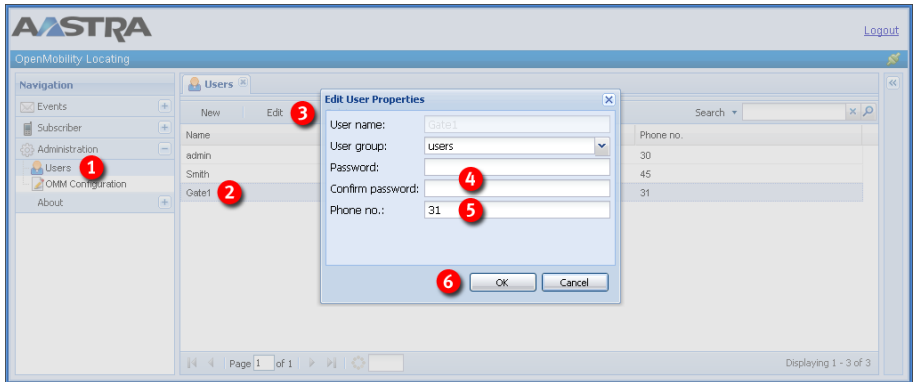 AASTRA
Logout
OpenMobility Locating
Navigation
Events
Subscriber
Administration
Users 1
OMM Configuration
About
Users
New Edit 3 Search
Name Phone no.
admin 30
Smith 45
Gate1 2 31
Edit User Properties
User name: Gate1
User group: users
Password:
Confirm password: 4
Phone no.: 31 5
6 OK Cancel
Page 1 of 1 Displaying 1 - 3 of 3